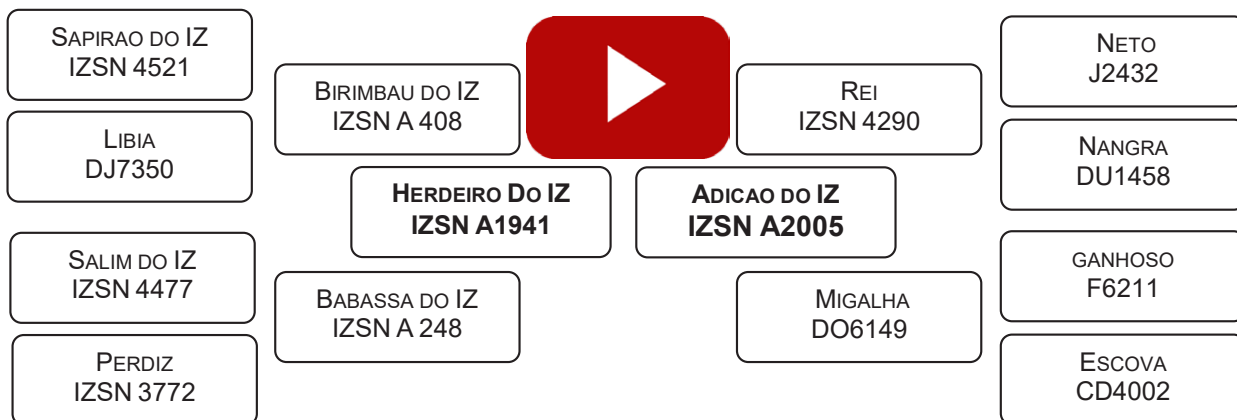 SAPIRAO DO IZ
IZSN 4521
LIBIA
DJ7350
SALIM DO IZ
IZSN 4477
PERDIZ
IZSN 3772
BIRIMBAU DO IZ
IZSN A 408
BABASSA DO IZ
IZSN A 248
HERDEIRO DO IZ
IZSN A1941
ADICAO DO IZ
IZSN A2005
REI
IZSN 4290
MIGALHA
DO6149
NETO
J2432
NANGRA
DU1458
GANHOSO
F6211
ESCOVA
CD4002